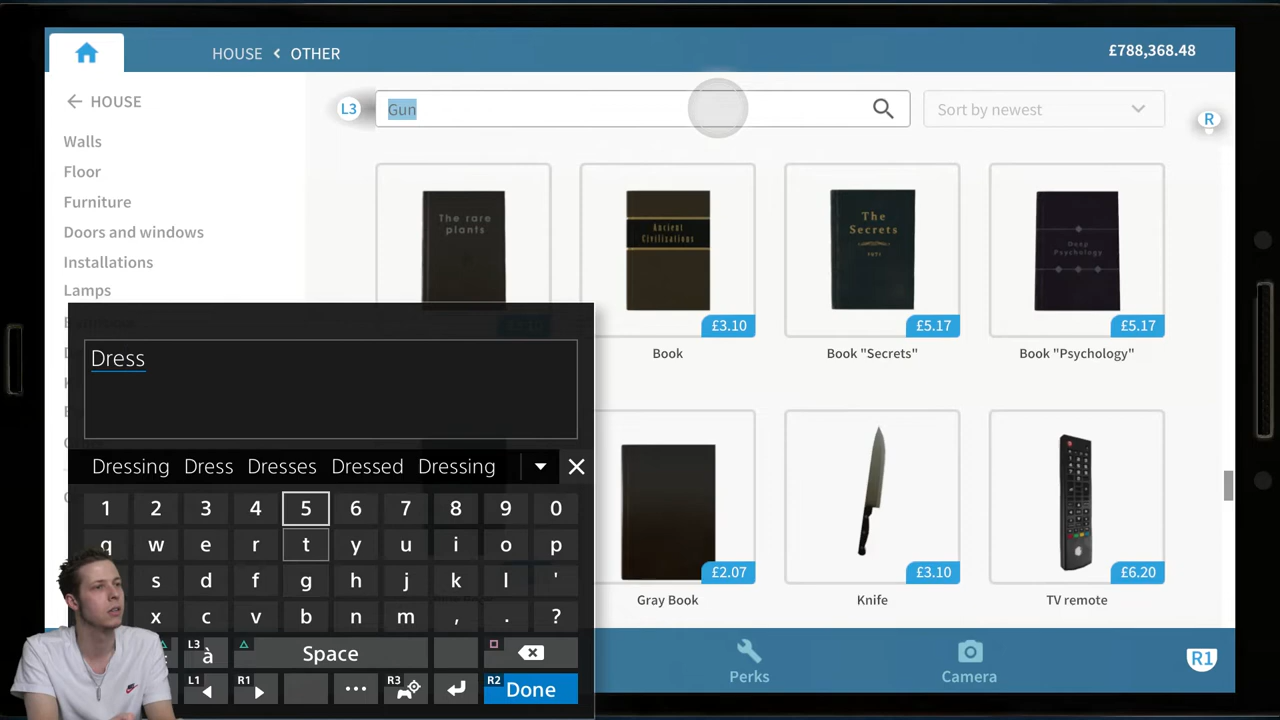 HOUSE < OTHER
£788,368.48
HOUSE
L3
Gun
Sort by newest
R
Walls
Floor
Furniture
Doors and windows
Installations
Lamps
The rare
plants
Ancient
Civilizations
The
Secrets
1971
Deep
Psychology
£3.10
£5.17
£5.17
Book
Book "Secrets"
Book "Psychology"
Dress
Dressing Dress Dresses Dressed Dressing
1 2 3 4 5 6 7 8 9 0
q w e r t y u i o p
s d f g h j k l '
x c v b n m , . ?
L3 à Space
L1 R1 ... R3 R2 Done
£2.07
£3.10
£6.20
Gray Book
Knife
TV remote
Perks
Camera
R1